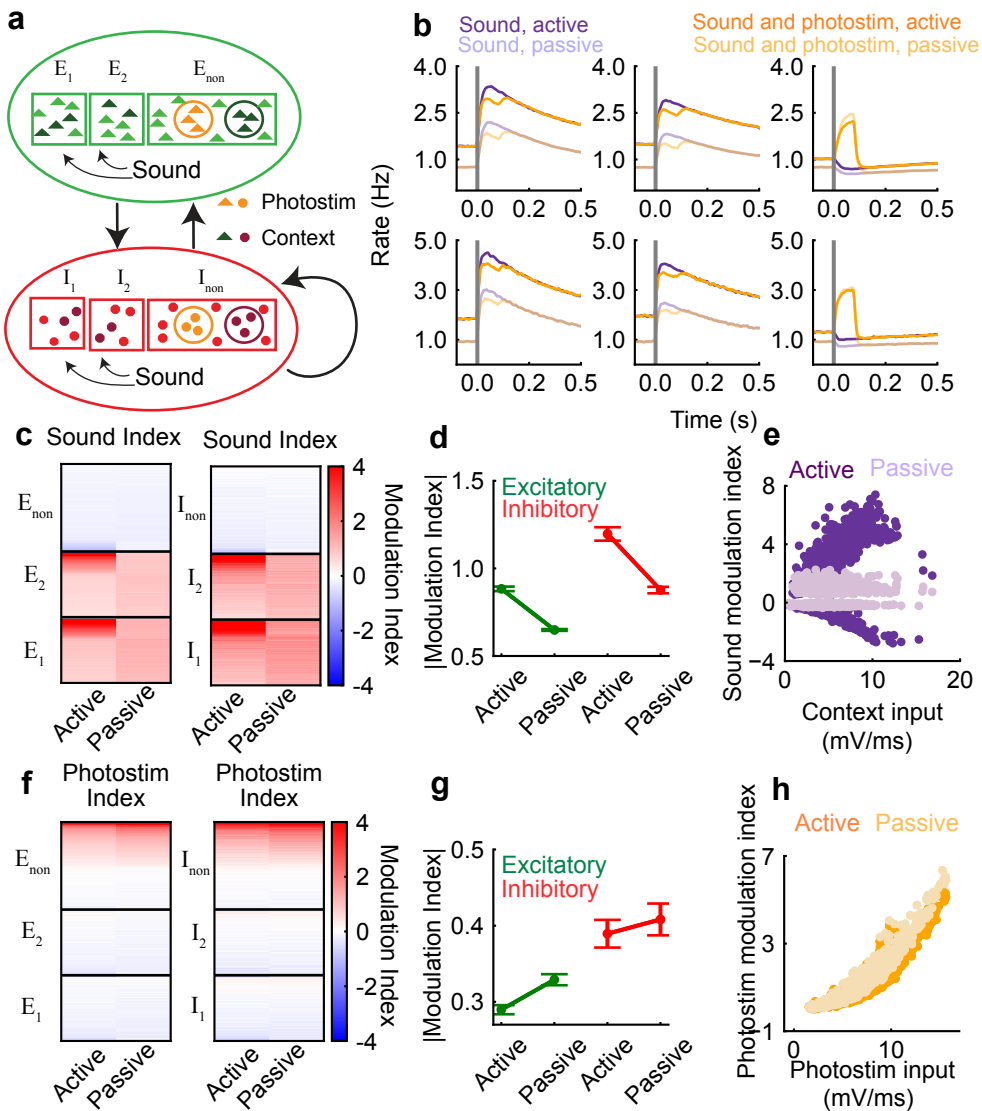 a
E1 E2 Enon
Sound
Photostim
Context
I1 I2 Inon
Sound
b
Sound, active
Sound, passive
Sound and photostim, active
Sound and photostim, passive
Rate (Hz)
4.0 4.0 4.0
2.5 2.5 2.5
1.0 1.0 1.0
0.0 0.2 0.5 0.0 0.2 0.5 0.0 0.2 0.5
5.0 5.0 5.0
3.0 3.0 3.0
1.0 1.0 1.0
0.0 0.2 0.5 0.0 0.2 0.5 0.0 0.2 0.5
Time (s)
c
Sound Index Sound Index
Enon Inon
E2 I2
E1 I1
Active Passive Active Passive
4
2
0
-2
-4
Modulation Index
d
|Modulation Index|
1.5
1.0
0.5
Excitatory
Inhibitory
Active Passive Active Passive
e
Sound modulation index
Active Passive
8
4
0
−4
0 10 20
Context input
(mV/ms)
f
Photostim Photostim
Index Index
Enon Inon
E2 I2
E1 I1
Active Passive Active Passive
4
2
0
-2
-4
Modulation Index
g
|Modulation Index|
0.5
0.4
0.3
Excitatory
Inhibitory
Active Passive Active Passive
h
Photostim modulation index
Active Passive
7
3
−1
0 10
Photostim input
(mV/ms)